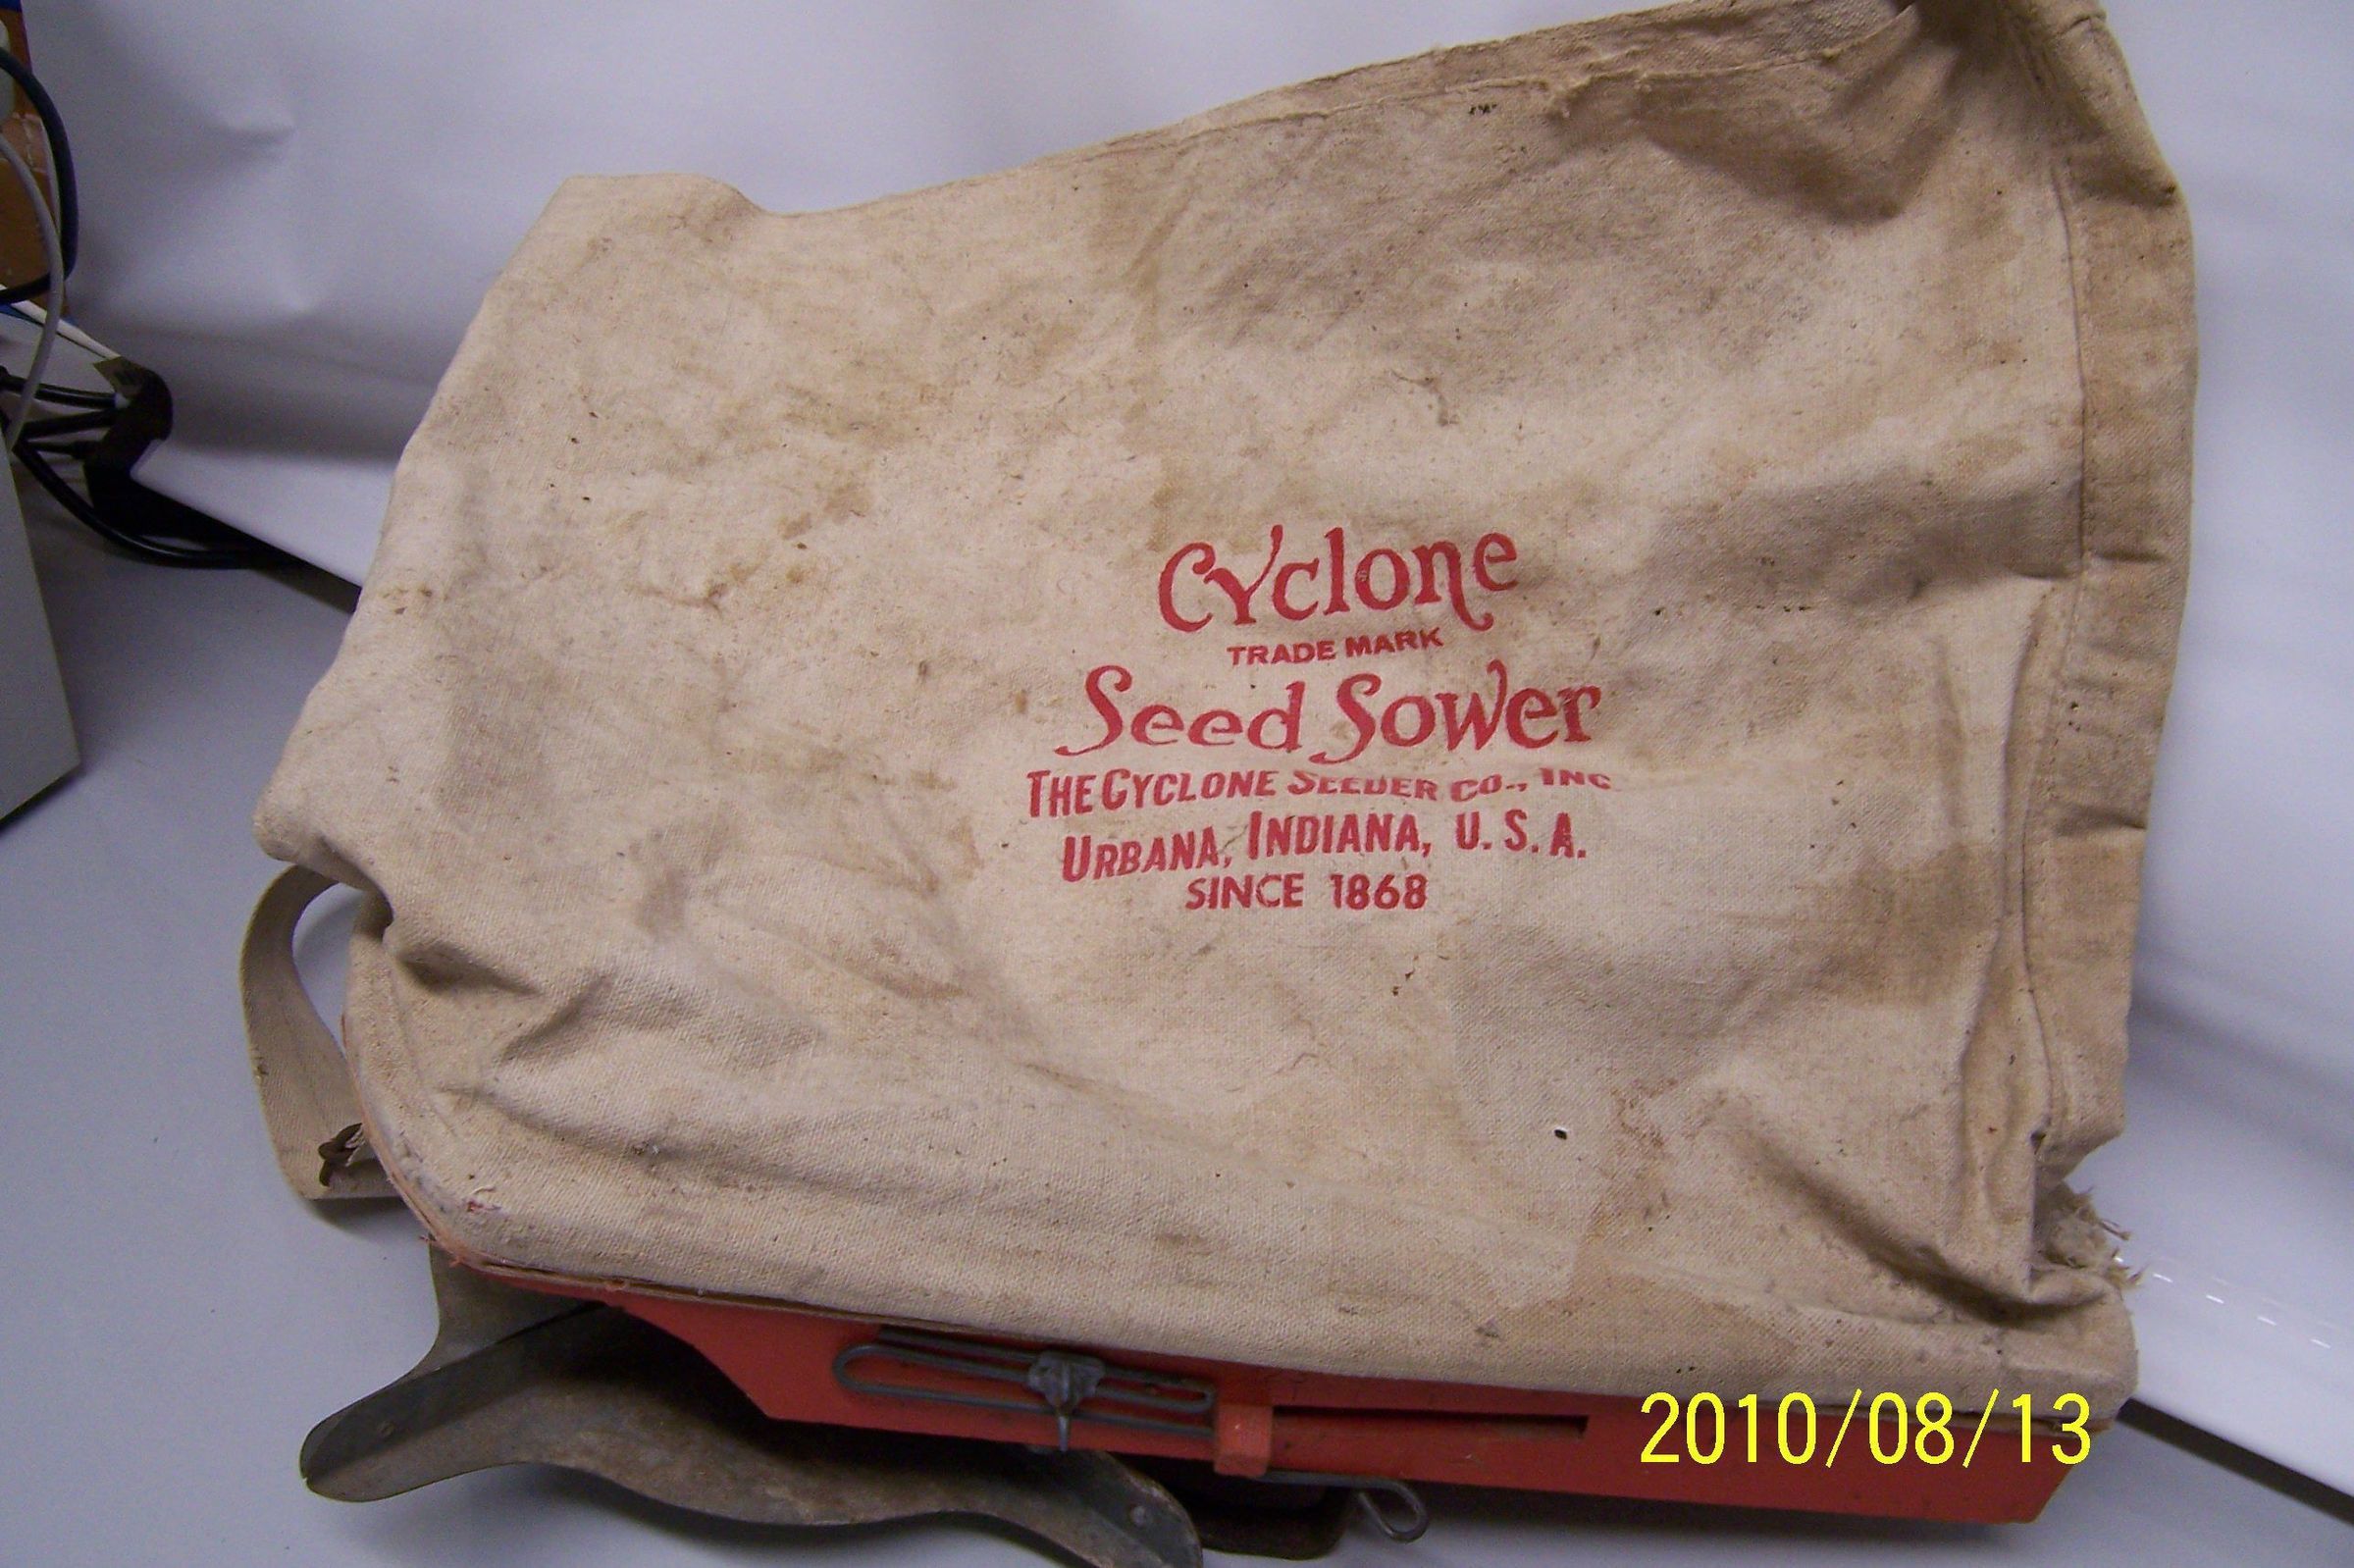 Cyclone
TRADE MARK
Seed Sower
THE CYCLONE SEEDER CO., INC
URBANA, INDIANA, U.S.A.
SINCE 1868
2010/08/13